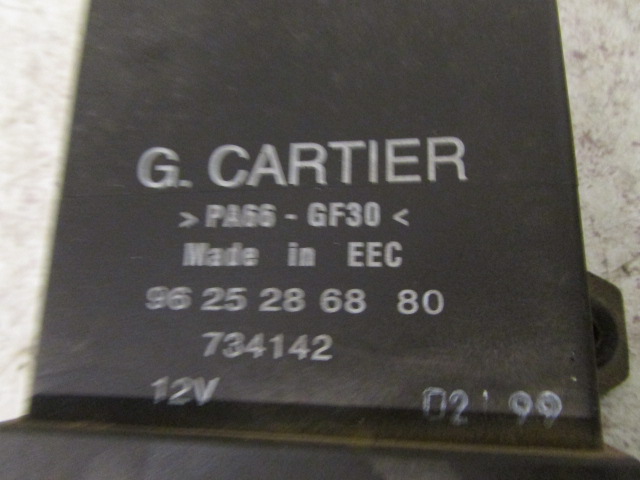 G. CARTIER
> PA66 - GF30 <
Made in EEC
96 25 28 68 80
734142
12V 02' 99